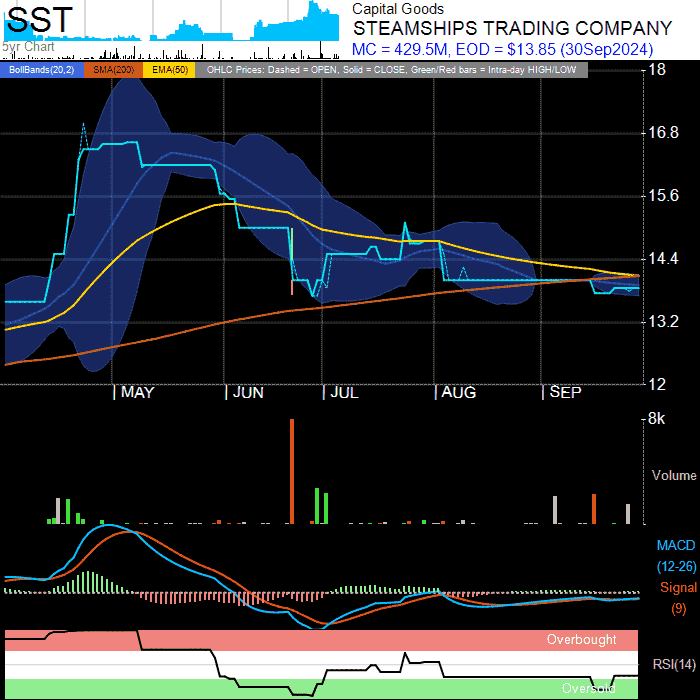 SST
Capital Goods
STEAMSHIPS TRADING COMPANY
MC = 429.5M, EOD = $13.85 (30Sep2024)
5yr Chart
BollBands(20,2) SMA(200) EMA(50) OHLC Prices: Dashed = OPEN, Solid = CLOSE, Green/Red bars = Intra-day HIGH/LOW
18
16.8
15.6
14.4
13.2
12
MAY JUN JUL AUG SEP
8k
Volume
MACD
(12-26)
Signal
(9)
Overbought
RSI(14)
Oversold